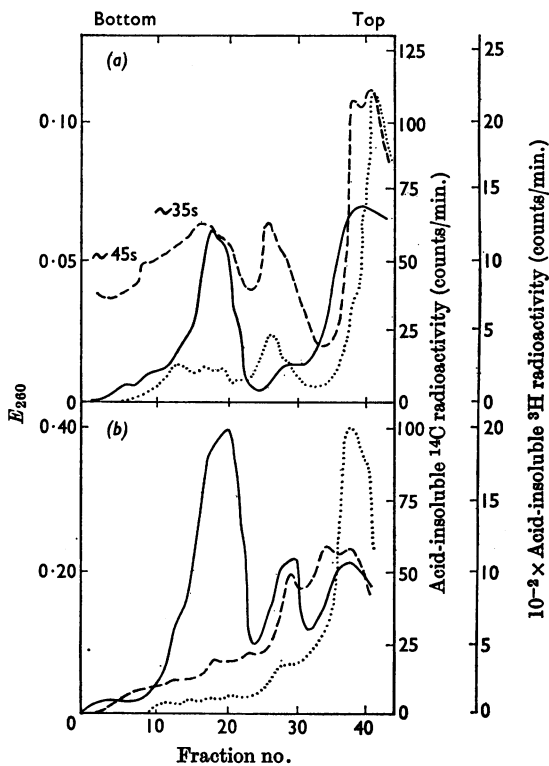 Bottom Top
(a)
125 25
0·10 100 20
~35s
75 15
~45s
0·05 50 10
25 5
0 0 0
E260
Acid-insoluble 14C radioactivity (counts/min.)
10−2 × Acid-insoluble 3H radioactivity (counts/min.)
0·40 (b) 100 20
75 15
0·20 50 10
25 5
0 10 20 30 40 0 0
Fraction no.